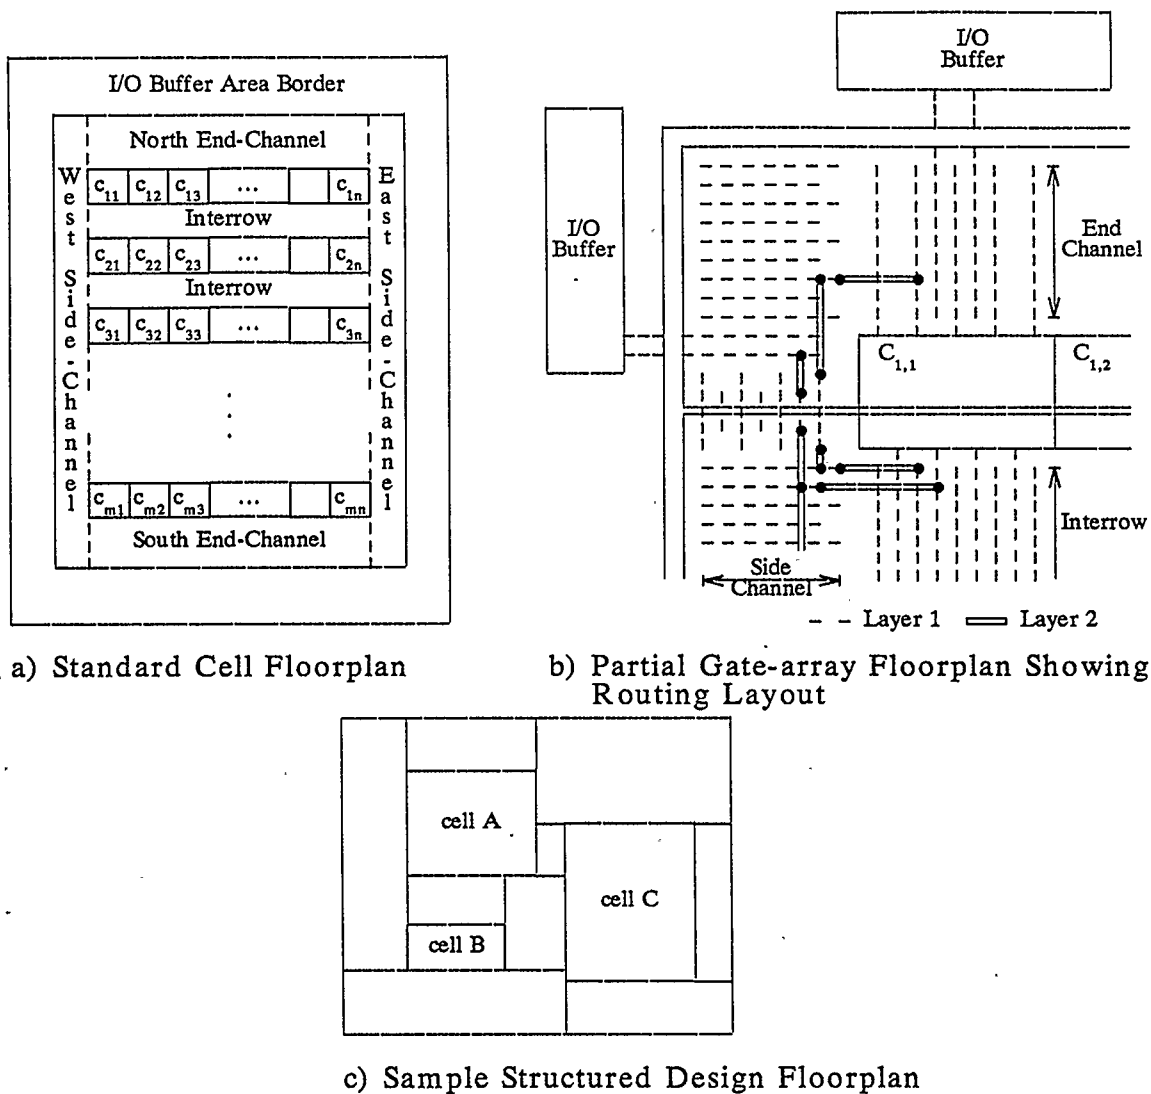 I/O Buffer Area Border
North End-Channel
West Side-Channel
East Side-Channel
c11 c12 c13 ... c1n
Interrow
c21 c22 c23 ... c2n
Interrow
c31 c32 c33 ... c3n
. . .
cm1 cm2 cm3 ... cmn
South End-Channel
a) Standard Cell Floorplan
I/O
Buffer
I/O
Buffer
End
Channel
C1,1 C1,2
Interrow
Side
Channel
Layer 1 Layer 2
b) Partial Gate-array Floorplan Showing
Routing Layout
cell A
cell C
cell B
c) Sample Structured Design Floorplan